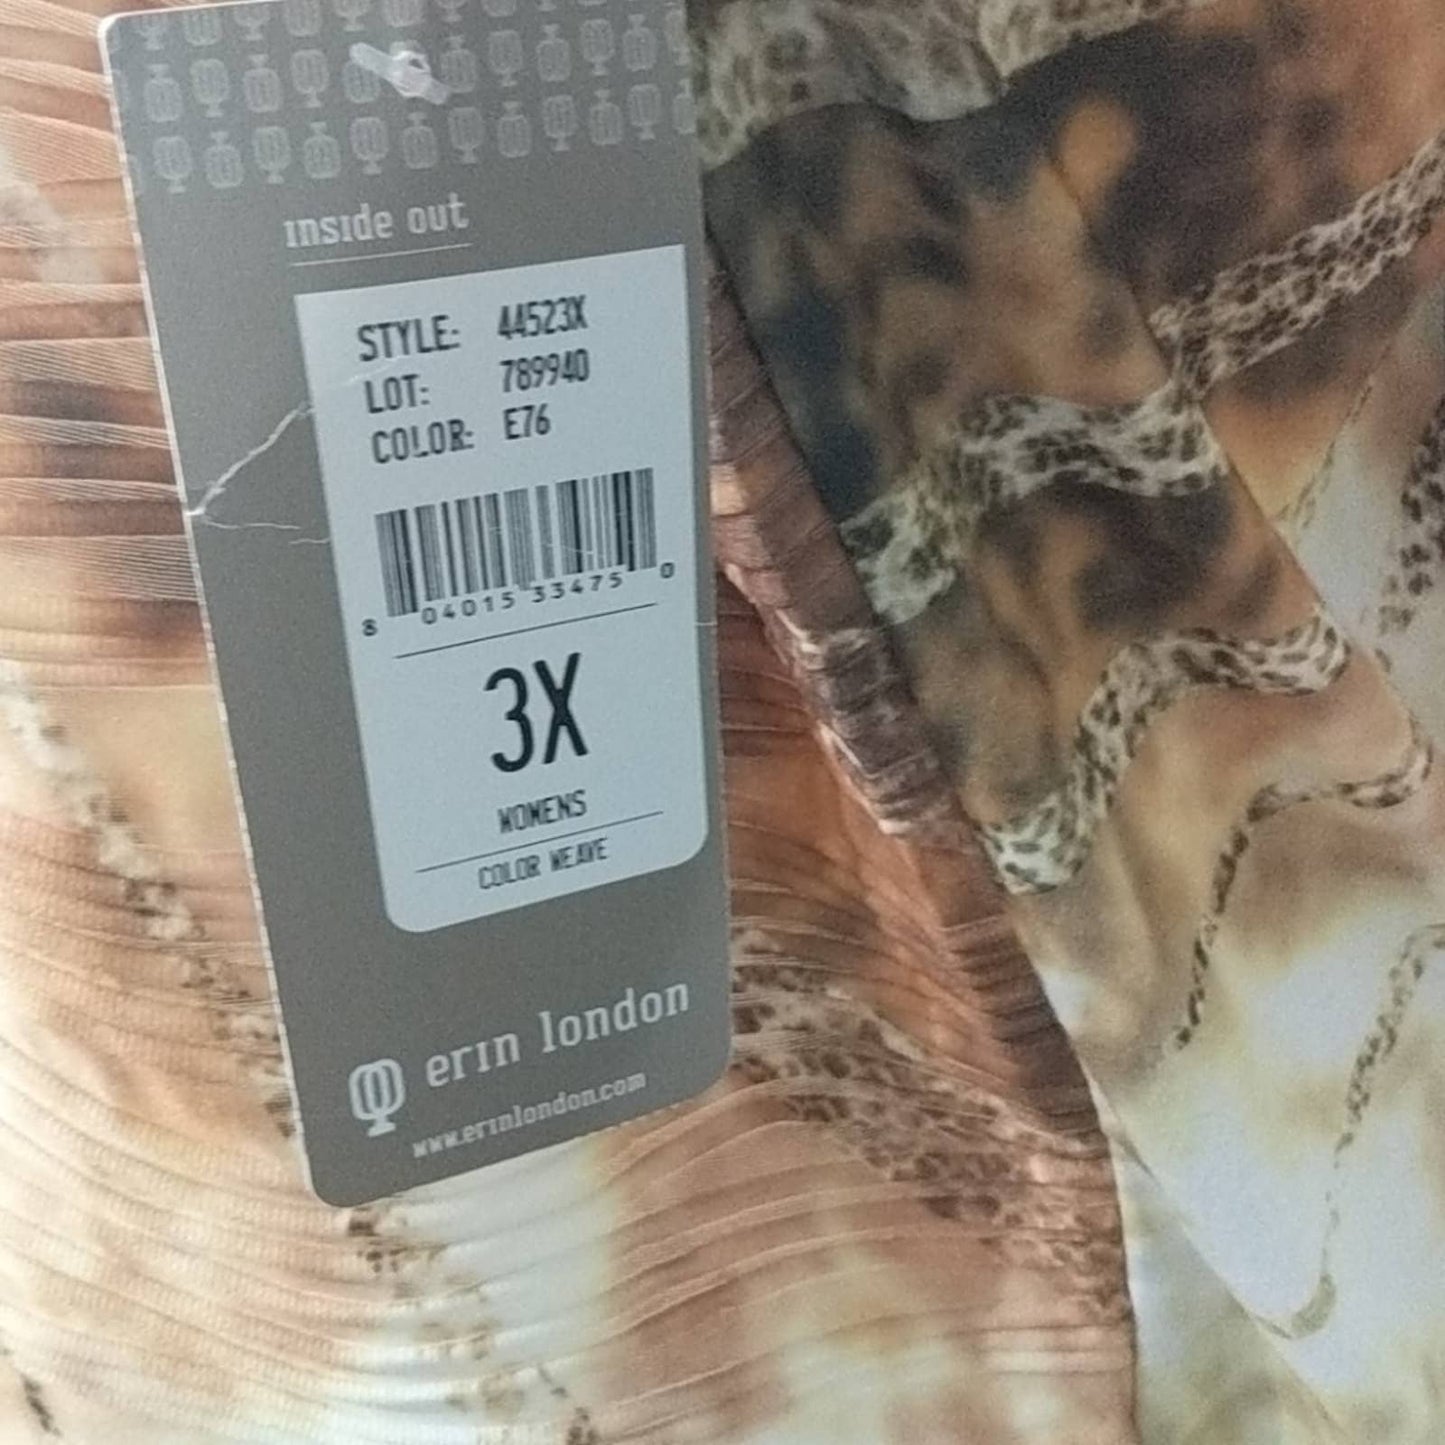 inside out
STYLE: 44523X
LOT: 789940
COLOR: E76
8 04015 33475 0
3X
WOMENS
COLOR WEAVE
erin london
www.erinlondon.com